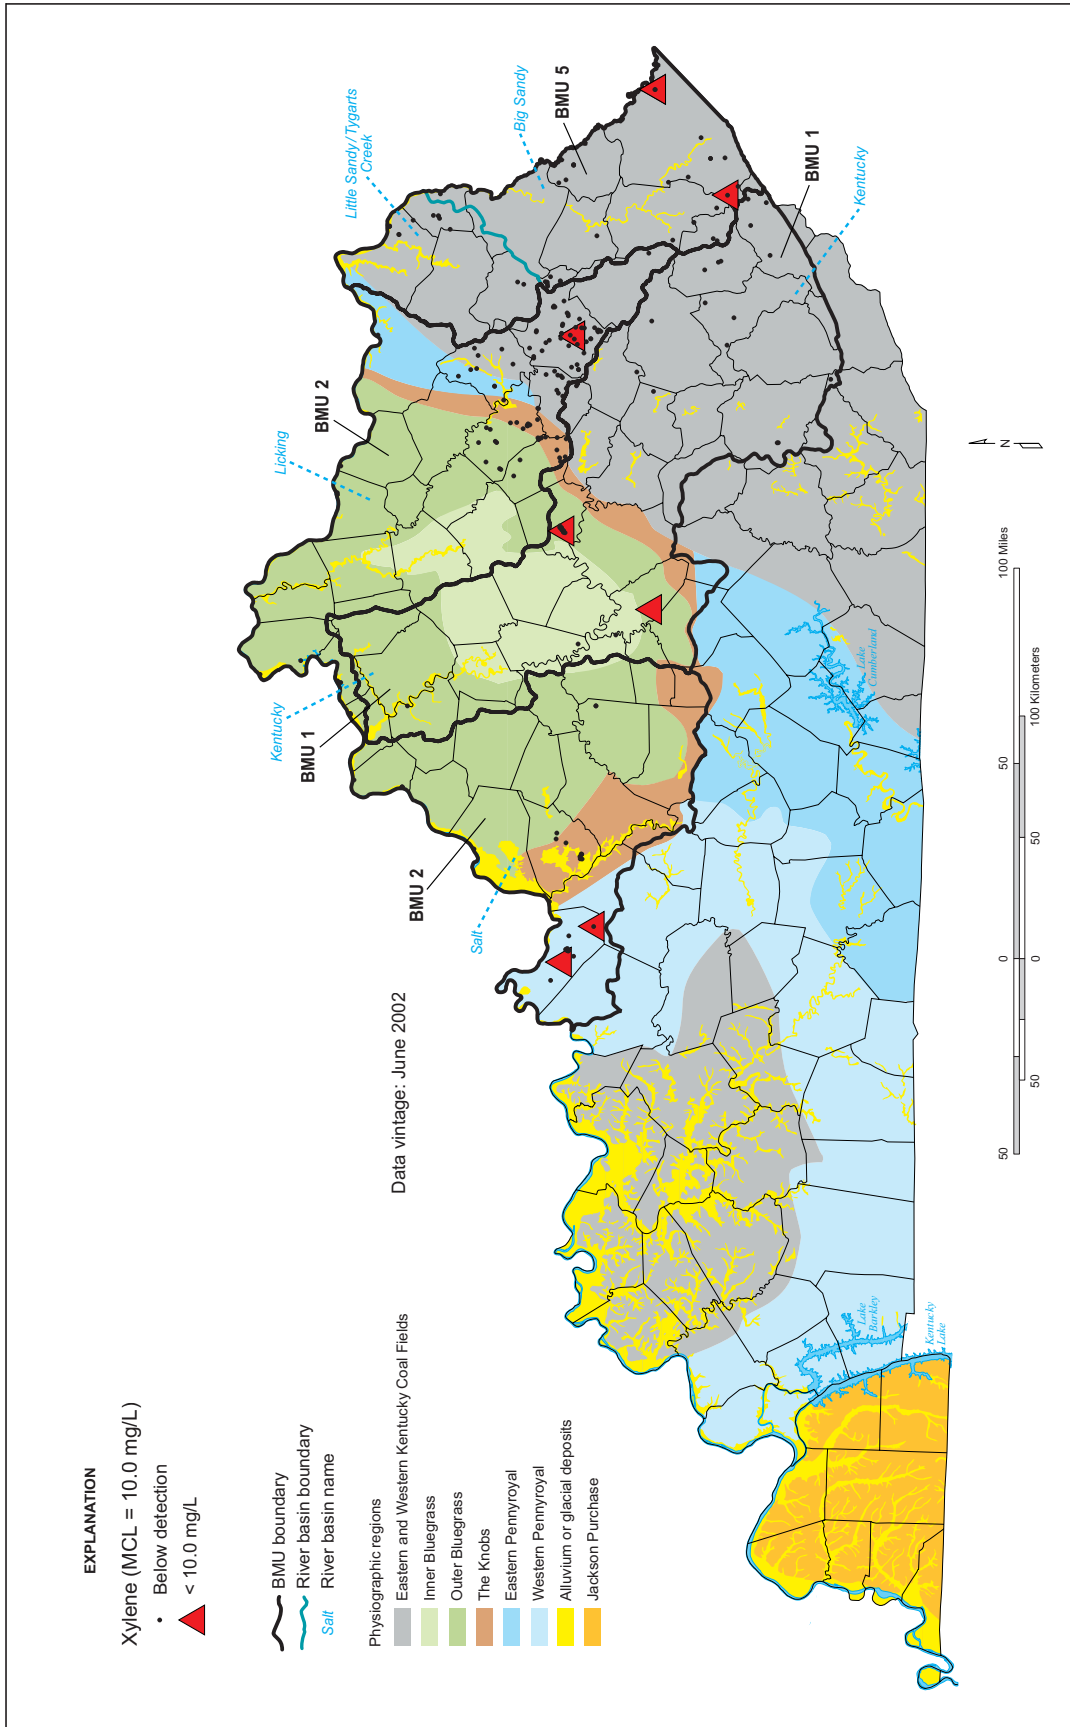 EXPLANATION
Xylene (MCL = 10.0 mg/L)
Below detection
< 10.0 mg/L
BMU boundary
River basin boundary
Salt River basin name
Physiographic regions
Eastern and Western Kentucky Coal Fields
Inner Bluegrass
Outer Bluegrass
The Knobs
Eastern Pennyroyal
Western Pennyroyal
Alluvium or glacial deposits
Jackson Purchase
Data vintage: June 2002
Salt
BMU 2
BMU 1
Kentucky
Licking
BMU 2
Little Sandy/Tygarts
Creek
Big Sandy
BMU 5
BMU 1
Kentucky
Lake
Cumberland
Lake
Barkley
Kentucky
Lake
N
50 0 50 100 Miles
50 0 50 100 Kilometers